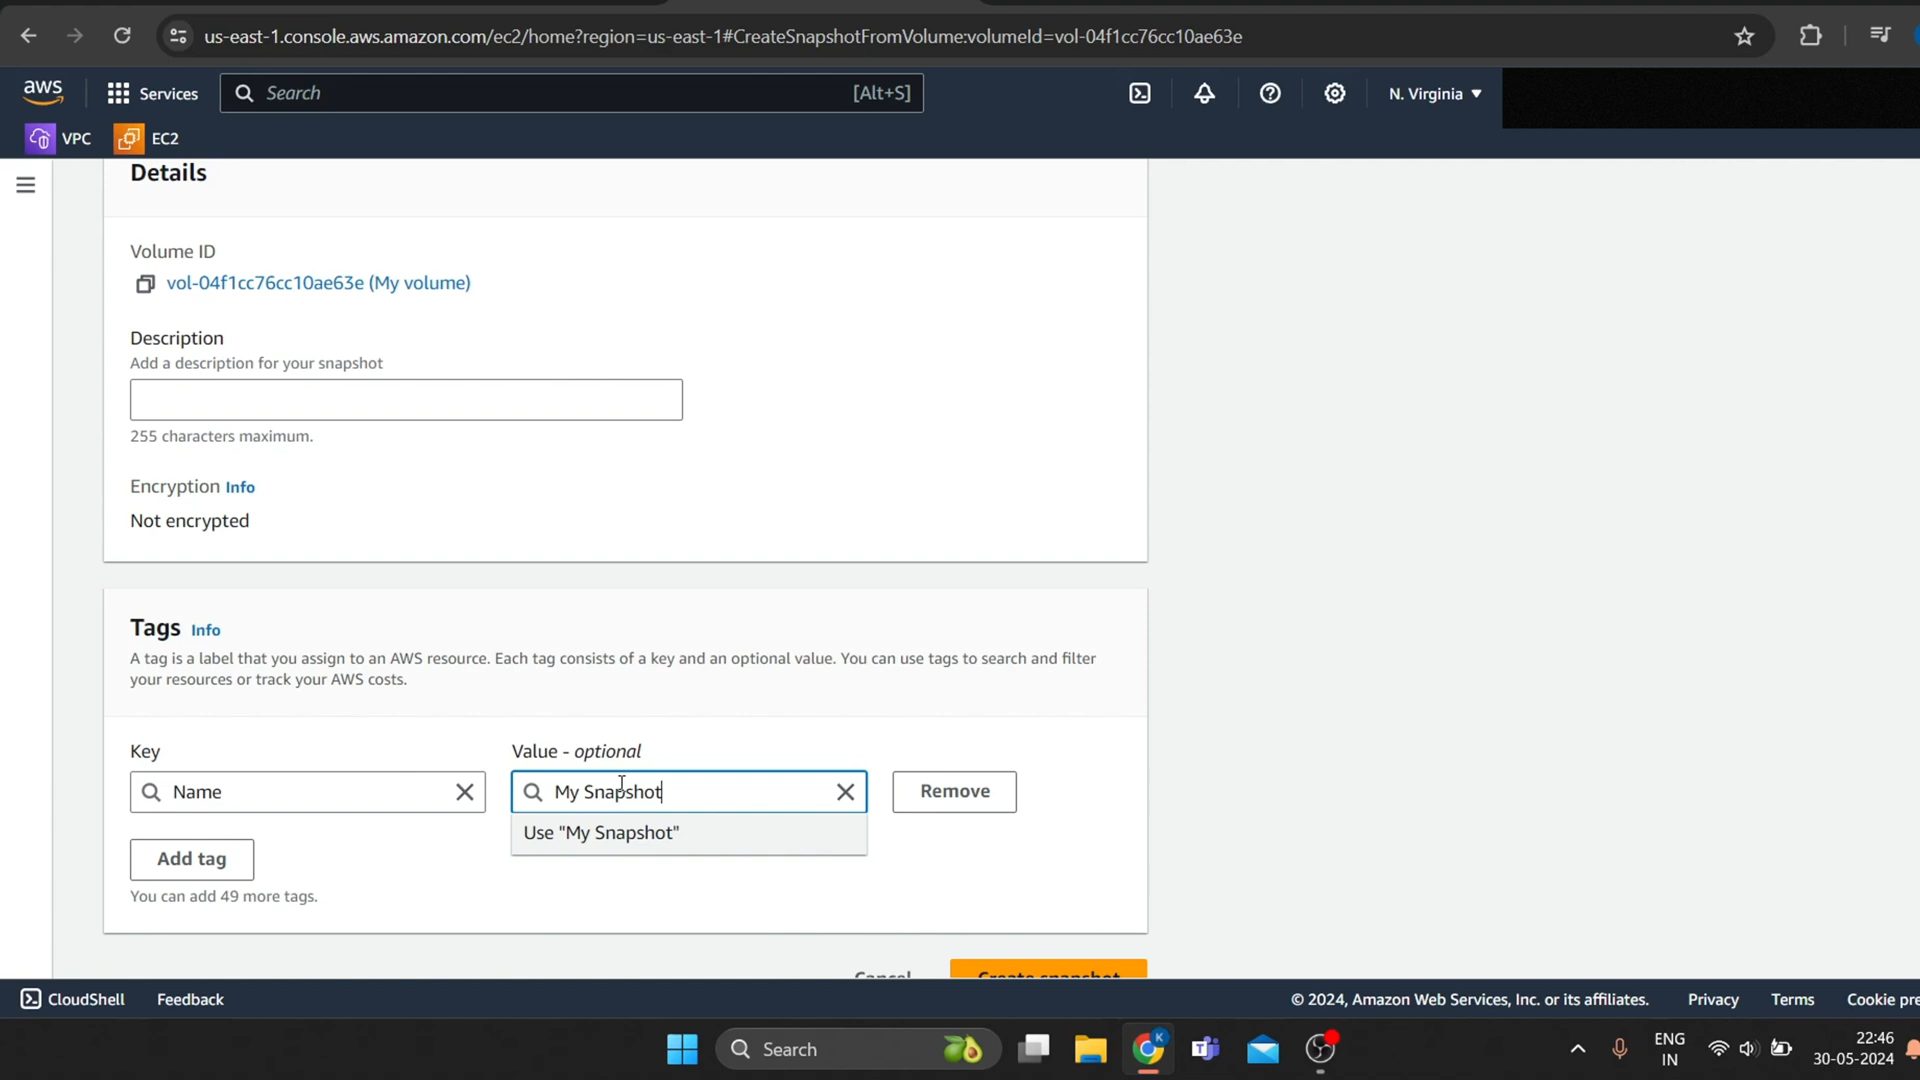 us-east-1.console.aws.amazon.com/ec2/home?region=us-east-1#CreateSnapshotFromVolume:volumeId=vol-04f1cc76cc10ae63e
aws
Services
Search
[Alt+S]
N. Virginia
VPC
EC2
Details
Volume ID
vol-04f1cc76cc10ae63e (My volume)
Description
Add a description for your snapshot
255 characters maximum.
Encryption Info
Not encrypted
Tags Info
A tag is a label that you assign to an AWS resource. Each tag consists of a key and an optional value. You can use tags to search and filter
your resources or track your AWS costs.
Key
Value - optional
Name
My Snapshot
Remove
Use "My Snapshot"
Add tag
You can add 49 more tags.
Cancel
Create snapshot
CloudShell
Feedback
© 2024, Amazon Web Services, Inc. or its affiliates.
Privacy
Terms
Cookie pre
Search
K
ENG
IN
22:46
30-05-2024